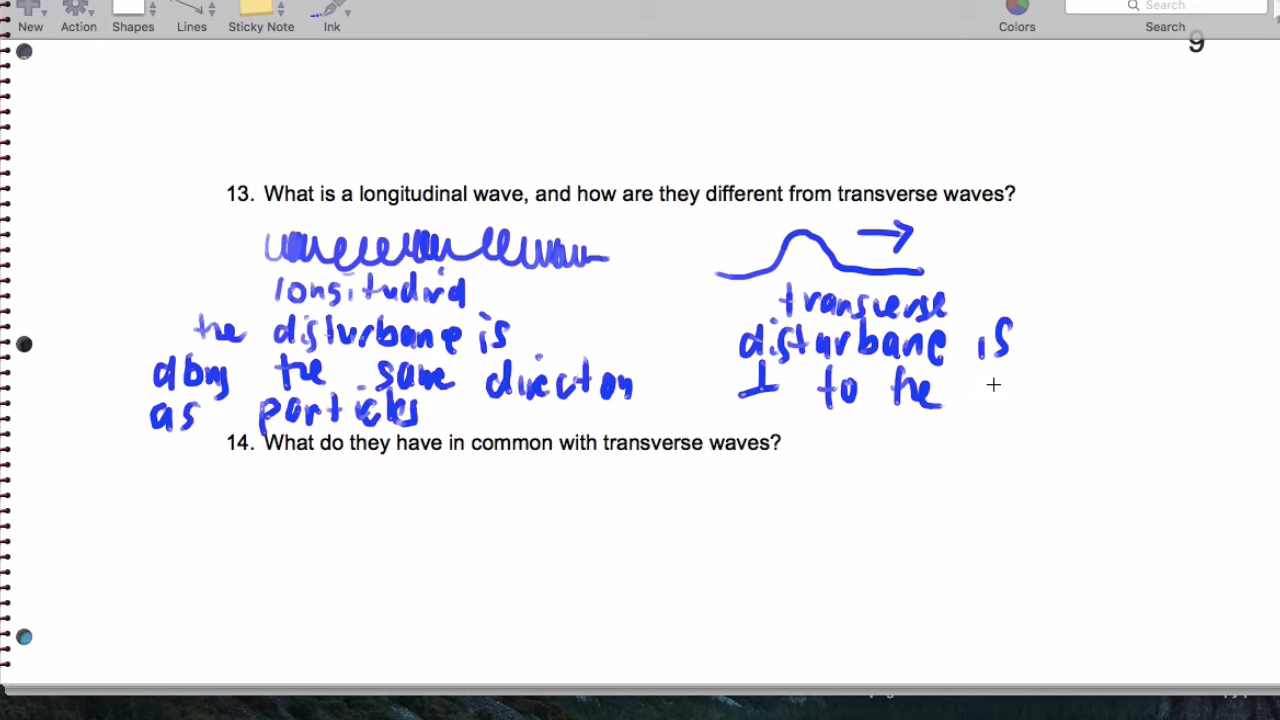 New Action Shapes Lines Sticky Note Ink Colors Search Search
9
13. What is a longitudinal wave, and how are they different from transverse waves?
longitudinal
transverse
the disturbance is
disturbance is
along the same direction
⊥ to the
as particles
14. What do they have in common with transverse waves?